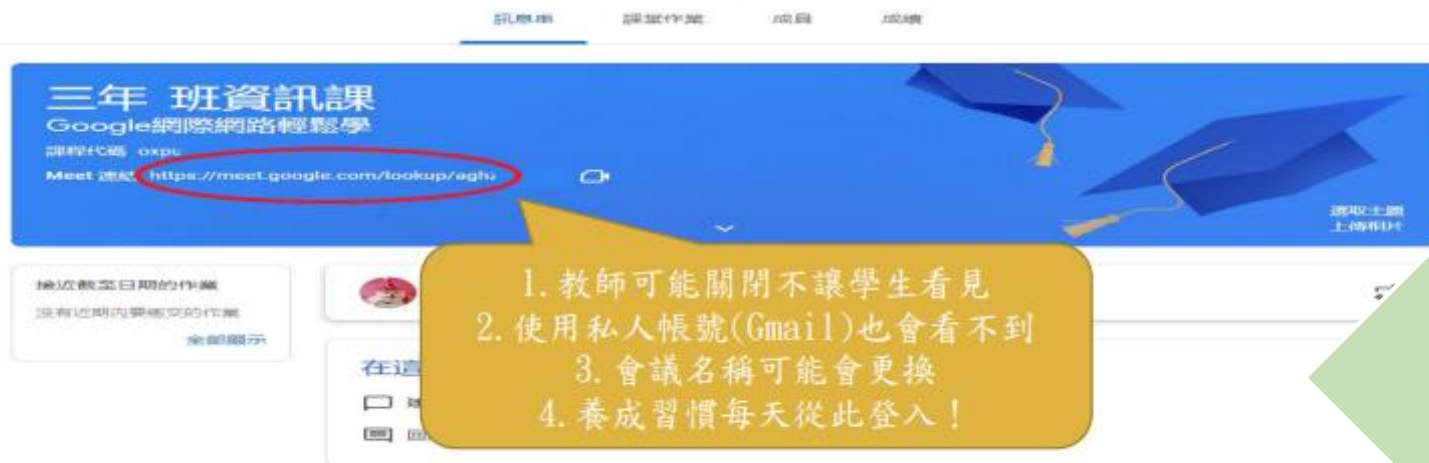 訊息串 課堂作業 成員 成績
三年 班資訊課
Google網際網路輕鬆學
課程代碼 oxpu
Meet 連結 https://meet.google.com/lookup/agha
選取主題
上傳相片
接近截至日期的作業
沒有近期內要繳交的作業
全部顯示
1. 教師可能關閉不讓學生看見
2. 使用私人帳號(Gmail)也會看不到
3. 會議名稱可能會更換
4. 養成習慣每天從此登入！
在這